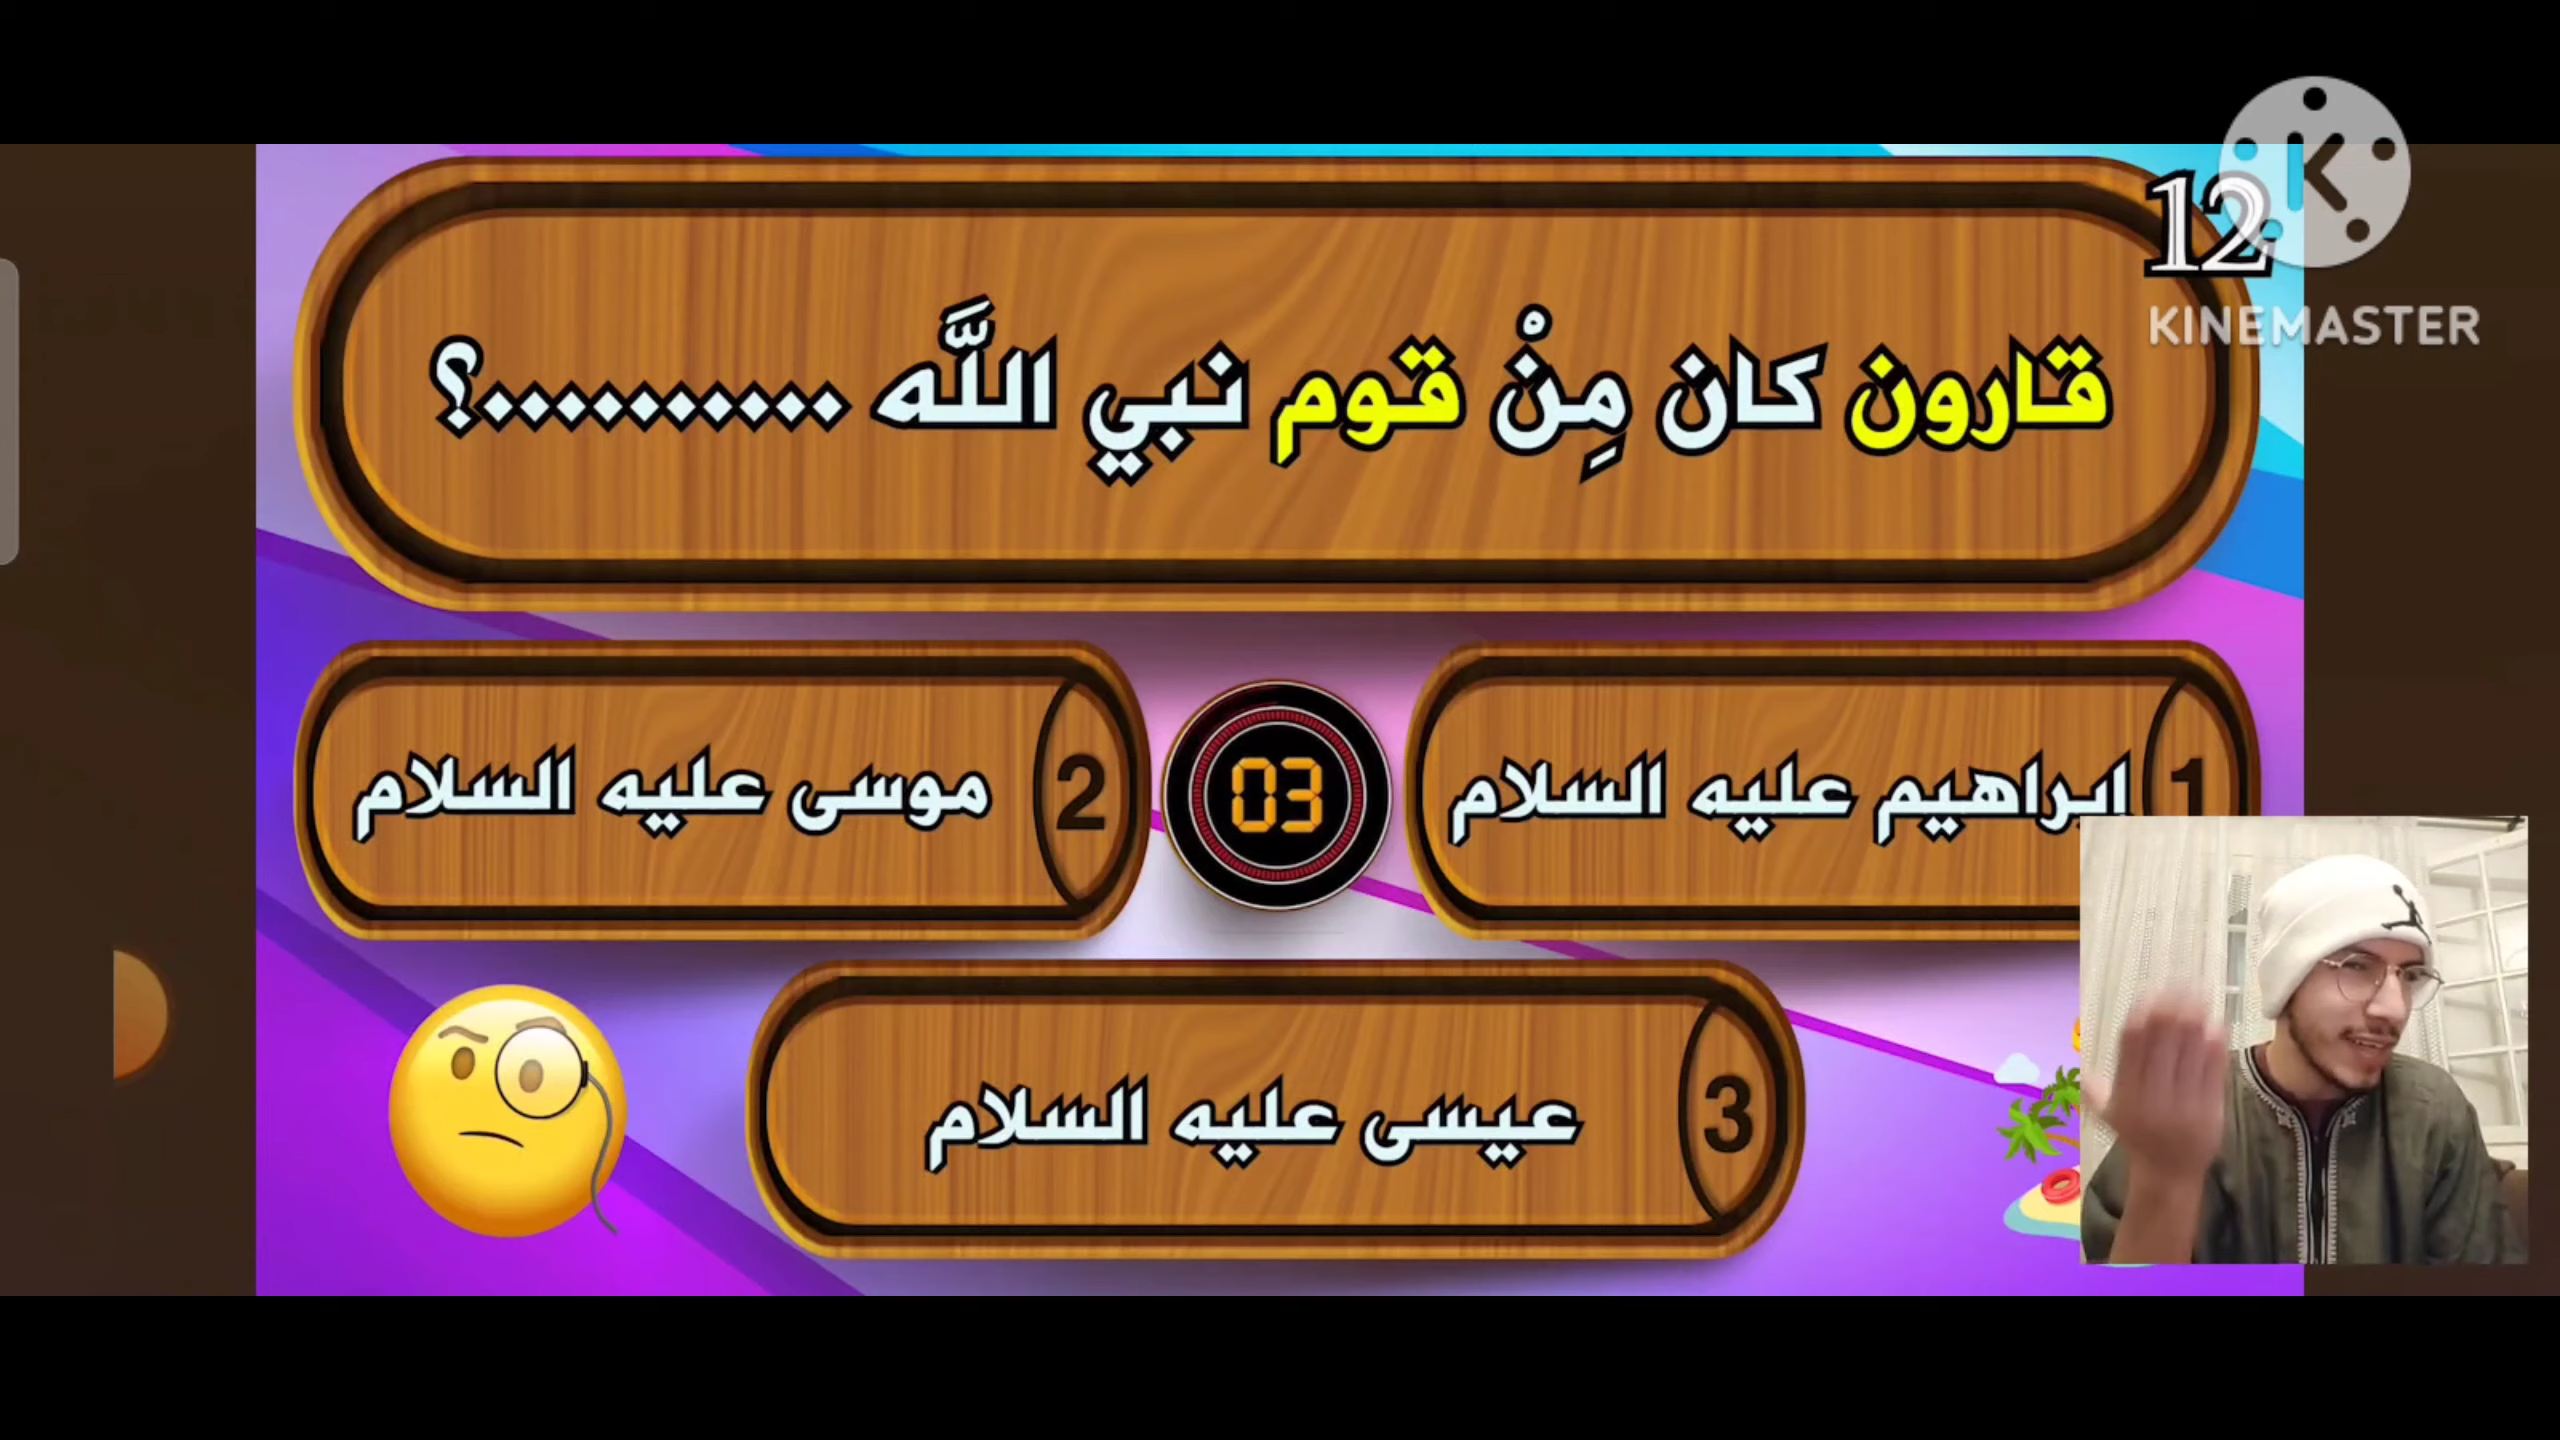 12
KINEMASTER
قارون كان مِنْ قوم نبي اللَّه ...........؟
1 إبراهيم عليه السلام
2 موسى عليه السلام
03
3 عيسى عليه السلام